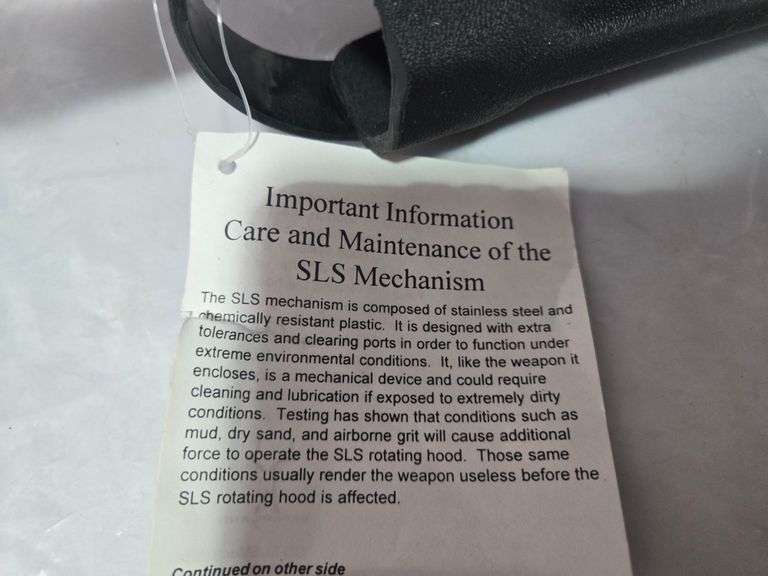 Important Information
Care and Maintenance of the
SLS Mechanism
The SLS mechanism is composed of stainless steel and
chemically resistant plastic. It is designed with extra
tolerances and clearing ports in order to function under
extreme environmental conditions. It, like the weapon it
encloses, is a mechanical device and could require
cleaning and lubrication if exposed to extremely dirty
conditions. Testing has shown that conditions such as
mud, dry sand, and airborne grit will cause additional
force to operate the SLS rotating hood. Those same
conditions usually render the weapon useless before the
SLS rotating hood is affected.
Continued on other side